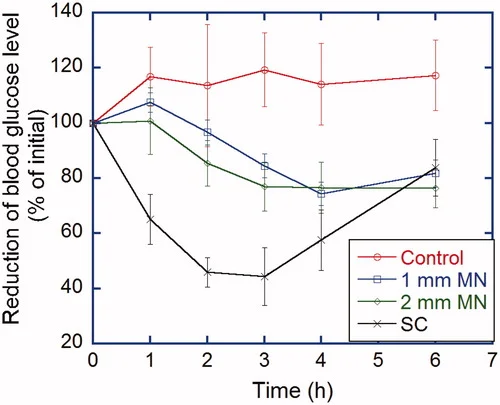 Reduction of blood glucose level
(% of initial)
140
120
100
80
60
40
20
0 1 2 3 4 5 6 7
Time (h)
Control
1 mm MN
2 mm MN
SC